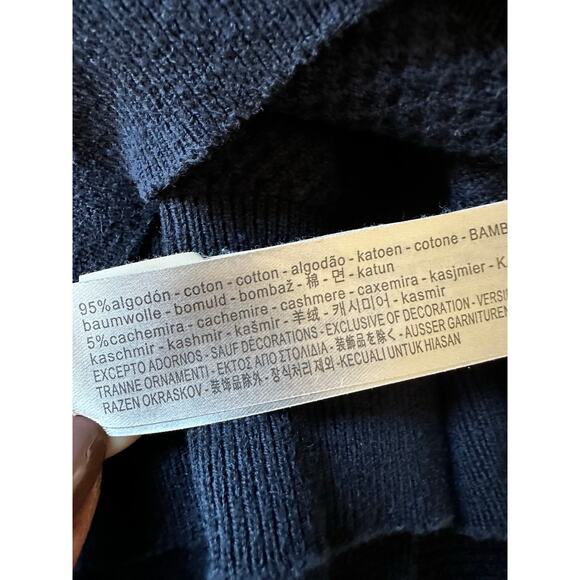 95%algodón - coton - cotton - algodão - katoen - cotone - BAMB
baumwolle - bomuld - bombaž - 棉 - 면 - katun
5%cachemira - cachemire - cashmere - caxemira - kasjmier - K
kaschmir - kashmir - kašmir - 羊绒 - 캐시미어 - kasmir
EXCEPTO ADORNOS - SAUF DECORATIONS - EXCLUSIVE OF DECORATION - VERSI
TRANNE ORNAMENTI - ΕΚΤΟΣ ΑΠΟ ΣΤΟΛΙΔΙΑ - 装飾品を除く - AUSSER GARNITUREN
RAZEN OKRASKOV - 装饰品除外 - 장식처리 제외 - KECUALI UNTUK HIASAN